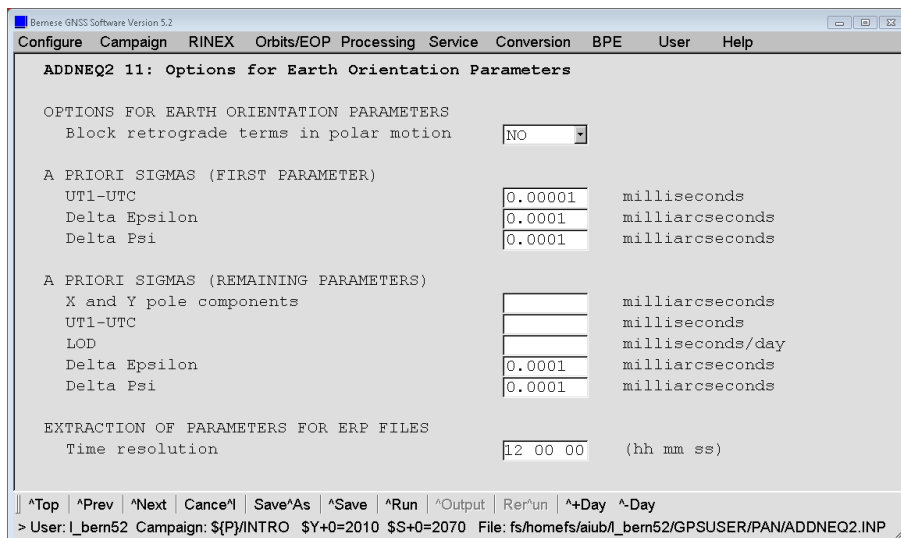 Bernese GNSS Software Version 5.2
Configure Campaign RINEX Orbits/EOP Processing Service Conversion BPE User Help
ADDNEQ2 11: Options for Earth Orientation Parameters
OPTIONS FOR EARTH ORIENTATION PARAMETERS
Block retrograde terms in polar motion NO
A PRIORI SIGMAS (FIRST PARAMETER)
UT1-UTC 0.00001 milliseconds
Delta Epsilon 0.0001 milliarcseconds
Delta Psi 0.0001 milliarcseconds
A PRIORI SIGMAS (REMAINING PARAMETERS)
X and Y pole components milliarcseconds
UT1-UTC milliseconds
LOD milliseconds/day
Delta Epsilon 0.0001 milliarcseconds
Delta Psi 0.0001 milliarcseconds
EXTRACTION OF PARAMETERS FOR ERP FILES
Time resolution 12 00 00 (hh mm ss)
^Top ^Prev ^Next Cance^l Save^As ^Save ^Run ^Output Rer^un ^+Day ^-Day
> User: l_bern52 Campaign: ${P}/INTRO $Y+0=2010 $S+0=2070 File: fs/homefs/aiub/l_bern52/GPSUSER/PAN/ADDNEQ2.INP